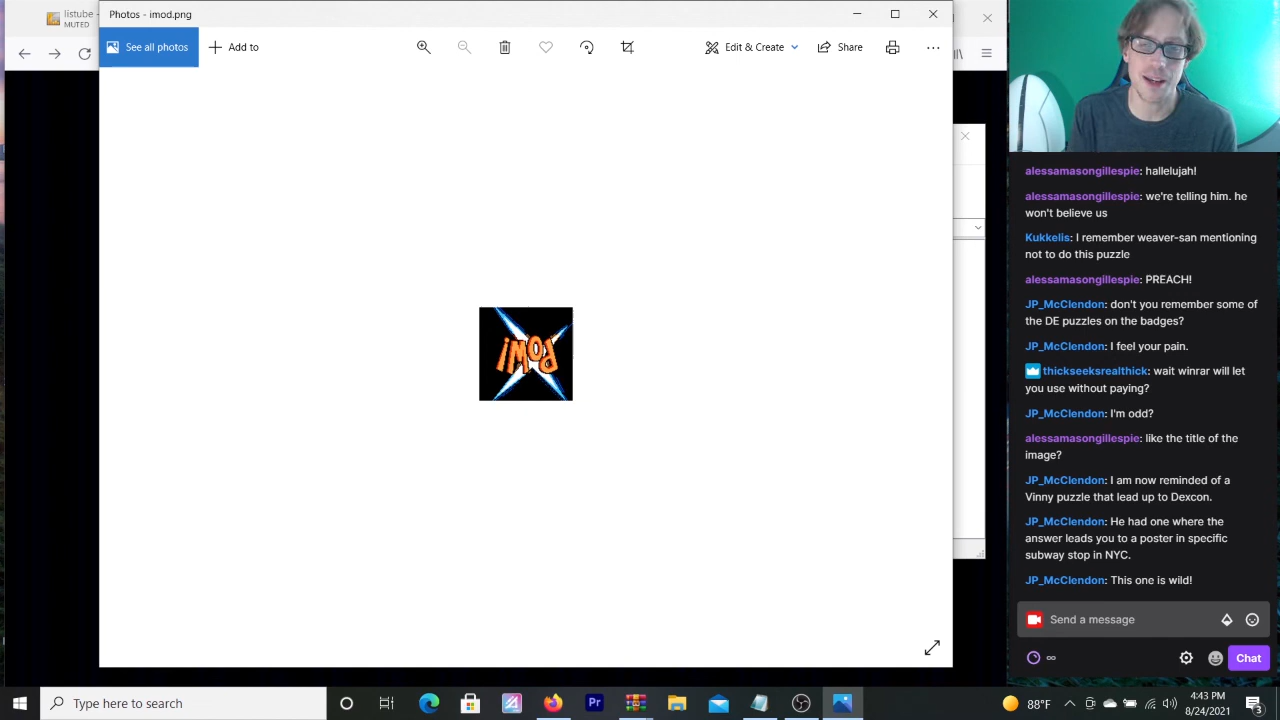 listube -
MUTED
Photos - imod.png
See all photos
Add to
Edit & Create
Share
iMod
alessamasongillespie: hallelujah!
alessamasongillespie: we're telling him. he
won't believe us
Kukkelis: I remember weaver-san mentioning
not to do this puzzle
alessamasongillespie: PREACH!
JP_McClendon: don't you remember some of
the DE puzzles on the badges?
JP_McClendon: I feel your pain.
thickseeksrealthick: wait winrar will let
you use without paying?
JP_McClendon: I'm odd?
alessamasongillespie: like the title of the
image?
JP_McClendon: I am now reminded of a
Vinny puzzle that lead up to Dexcon.
JP_McClendon: He had one where the
answer leads you to a poster in specific
subway stop in NYC.
JP_McClendon: This one is wild!
Send a message
Chat
Type here to search
Pr
88°F
4:43 PM
8/24/2021
3